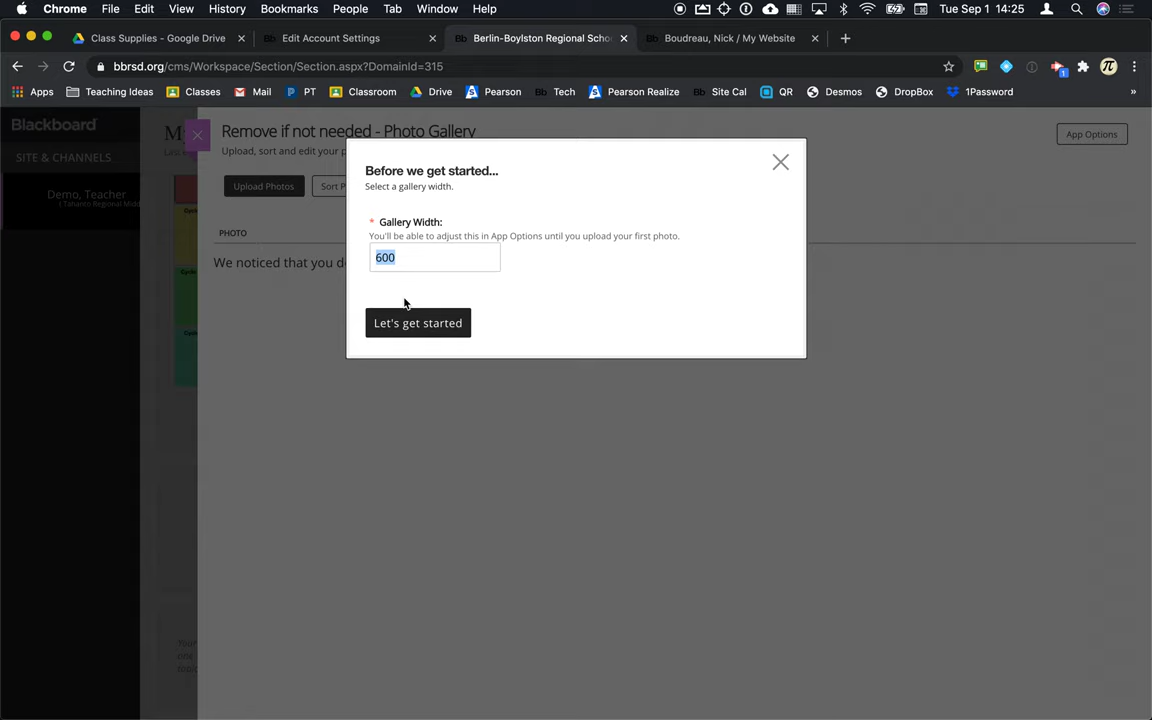 Chrome File Edit View History Bookmarks People Tab Window Help Tue Sep 1 14:25
Class Supplies - Google Drive Edit Account Settings Berlin-Boylston Regional Scho Boudreau, Nick / My Website
bbrsd.org/cms/Workspace/Section/Section.aspx?DomainId=315
Apps Teaching Ideas Classes Mail PT Classroom Drive Pearson Tech Pearson Realize Site Cal QR Desmos DropBox 1Password
Blackboard
SITE & CHANNELS
Demo, Teacher
Remove if not needed - Photo Gallery
Upload, sort and edit your p
App Options
Upload Photos Sort P
PHOTO
We noticed that you d
Before we get started...
Select a gallery width.
* Gallery Width:
You'll be able to adjust this in App Options until you upload your first photo.
600
Let's get started